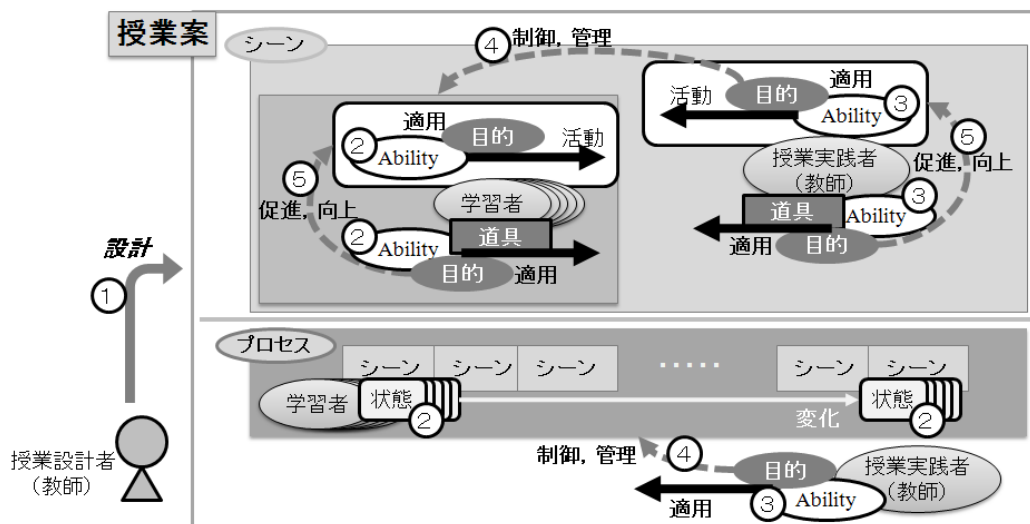 授業案
シーン
④ 制御, 管理
適用
目的
活動
② Ability
⑤
促進, 向上
学習者
② Ability
道具
目的
適用
適用
活動
目的
Ability ③
授業実践者
(教師)
⑤
促進, 向上
道具
Ability ③
適用
目的
設計
①
授業設計者
(教師)
プロセス
シーン シーン シーン ・・・・・ シーン シーン
学習者 状態 ②
変化
状態 ②
制御, 管理 ④
目的
適用
③ Ability
授業実践者
(教師)